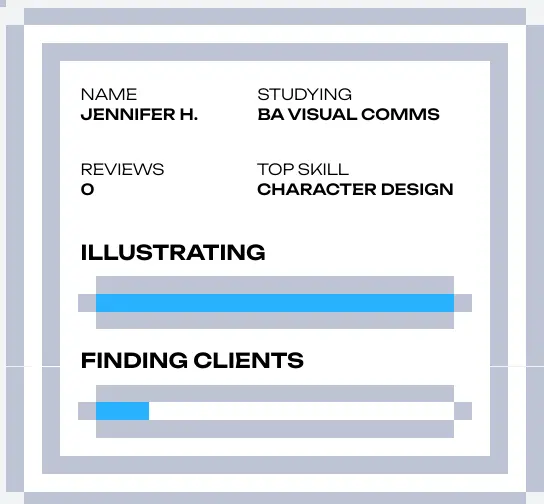 NAME
JENNIFER H.
STUDYING
BA VISUAL COMMS
REVIEWS
0
TOP SKILL
CHARACTER DESIGN
ILLUSTRATING
FINDING CLIENTS